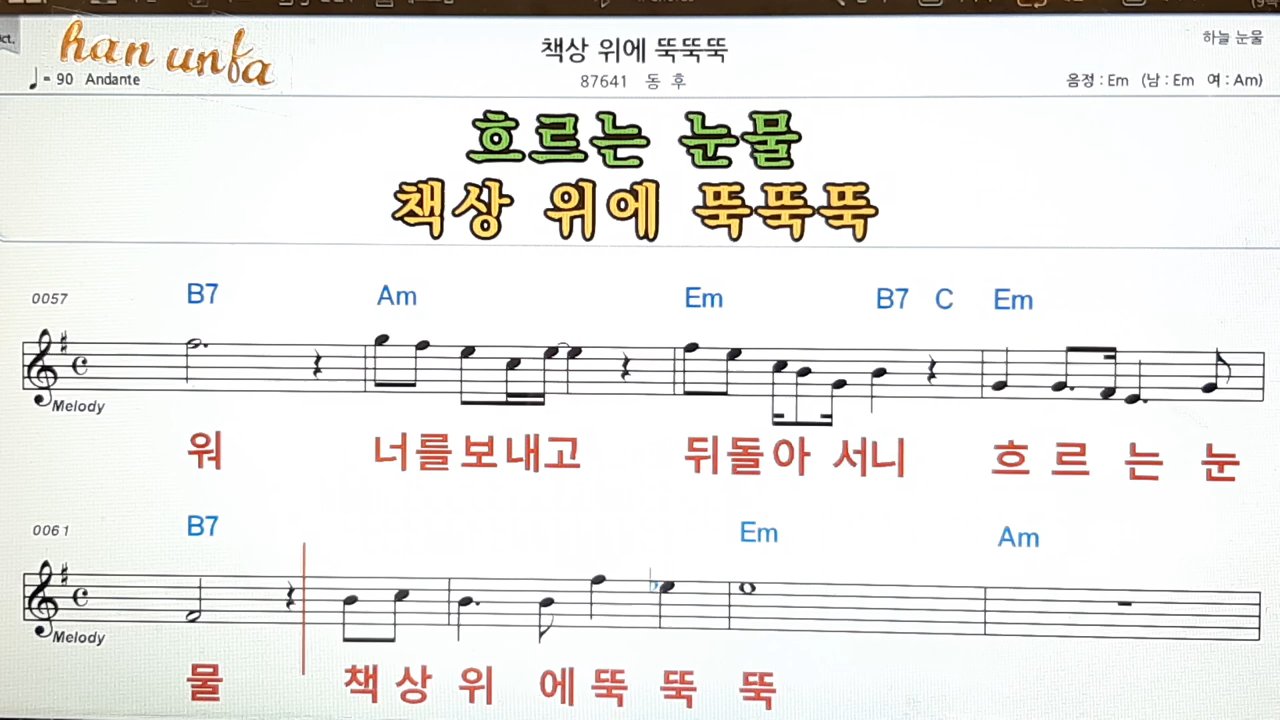 han unfa
책상 위에 뚝뚝뚝
하늘 눈물
♩= 90 Andante
87641 동 후
음정 : Em (남 : Em 여 : Am)
흐르는 눈물
책상 위에 뚝뚝뚝
0057 B7 Am Em B7 C Em
Melody
워 너를보내고 뒤돌아 서니 흐 르 는 눈
0061 B7 Em Am
Melody
물 책 상 위 에 뚝 뚝 뚝